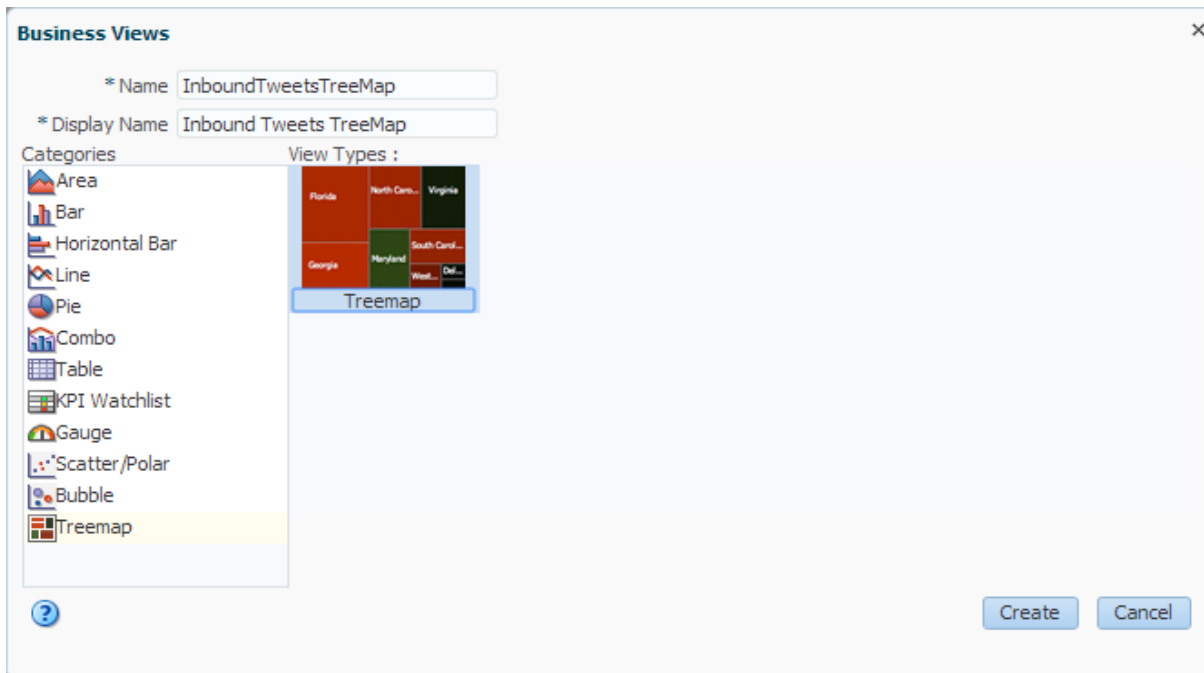 Business Views
* Name InboundTweetsTreeMap
* Display Name Inbound Tweets TreeMap
Categories View Types :
Area
Bar
Horizontal Bar
Line
Pie
Combo
Table
KPI Watchlist
Gauge
Scatter/Polar
Bubble
Treemap
Florida
North Caro...
Virginia
Georgia
Maryland
South Carol...
West...
Del...
Treemap
?
Create Cancel